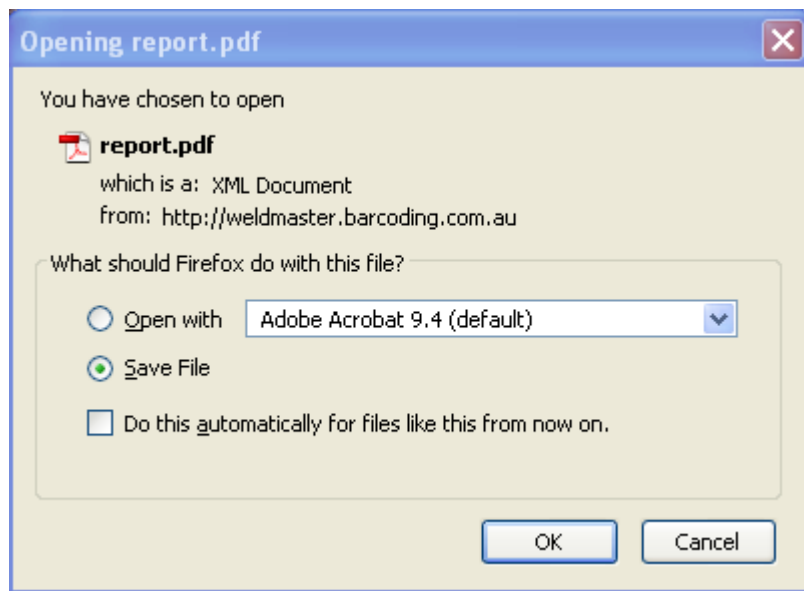 Opening report.pdf
You have chosen to open
report.pdf
which is a: XML Document
from: http://weldmaster.barcoding.com.au
What should Firefox do with this file?
Open with Adobe Acrobat 9.4 (default)
Save File
Do this automatically for files like this from now on.
OK Cancel